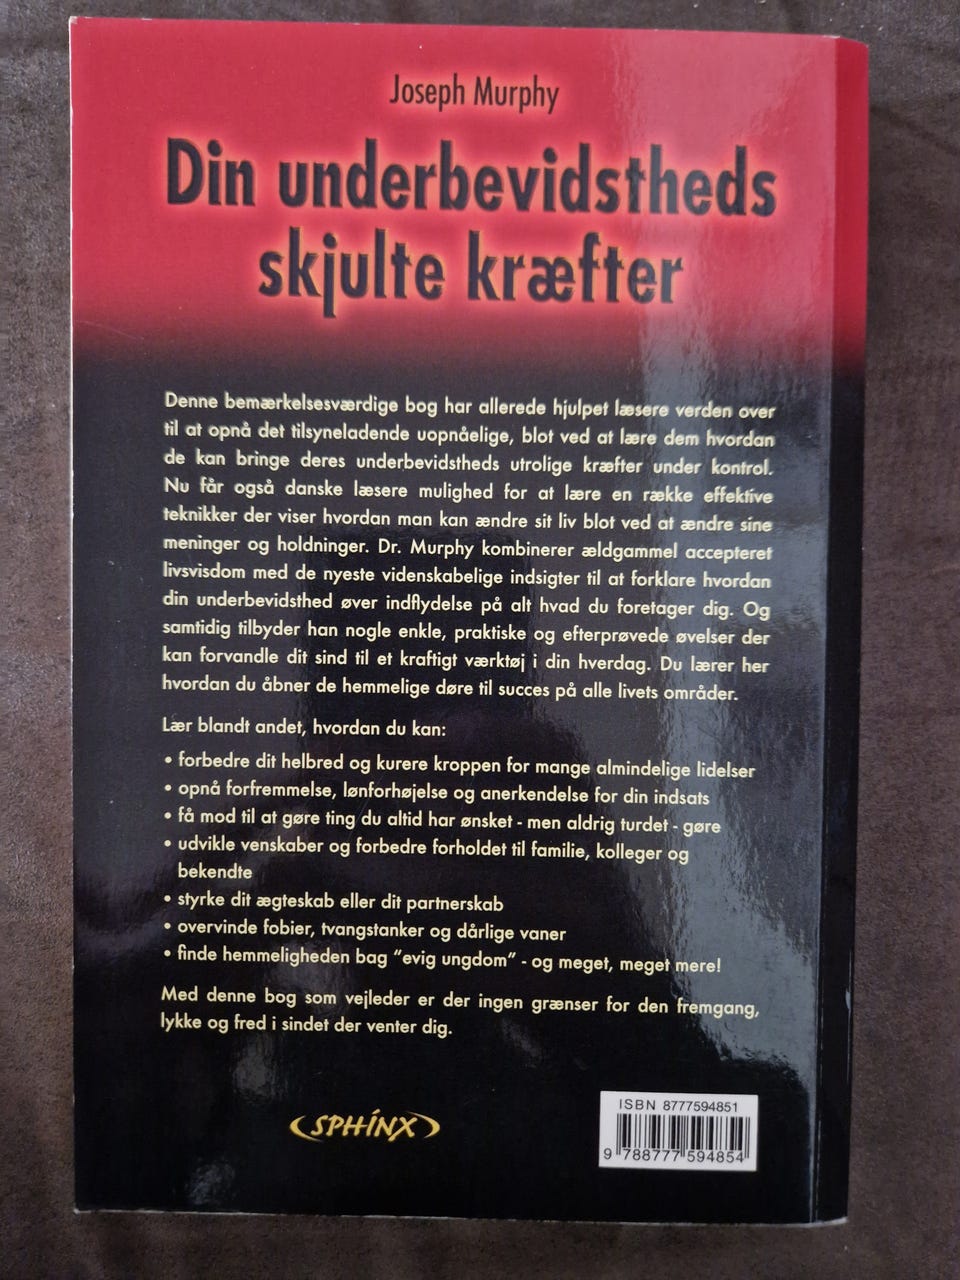 Joseph Murphy
Din underbevidstheds
skjulte kræfter
Denne bemærkelsesværdige bog har allerede hjulpet læsere verden over
til at opnå det tilsyneladende uopnåelige, blot ved at lære dem hvordan
de kan bringe deres underbevidstheds utrolige kræfter under kontrol.
Nu får også danske læsere mulighed for at lære en række effektive
teknikker der viser hvordan man kan ændre sit liv blot ved at ændre sine
meninger og holdninger. Dr. Murphy kombinerer ældgammel accepteret
livsvisdom med de nyeste videnskabelige indsigter til at forklare hvordan
din underbevidsthed øver indflydelse på alt hvad du foretager dig. Og
samtidig tilbyder han nogle enkle, praktiske og efterprøvede øvelser der
kan forvandle dit sind til et kraftigt værktøj i din hverdag. Du lærer her
hvordan du åbner de hemmelige døre til succes på alle livets områder.
Lær blandt andet, hvordan du kan:
• forbedre dit helbred og kurere kroppen for mange almindelige lidelser
• opnå forfremmelse, lønforhøjelse og anerkendelse for din indsats
• få mod til at gøre ting du altid har ønsket - men aldrig turdet - gøre
• udvikle venskaber og forbedre forholdet til familie, kolleger og
bekendte
• styrke dit ægteskab eller dit partnerskab
• overvinde fobier, tvangstanker og dårlige vaner
• finde hemmeligheden bag “evig ungdom” - og meget, meget mere!
Med denne bog som vejleder er der ingen grænser for den fremgang,
lykke og fred i sindet der venter dig.
SPHÍNX
ISBN 8777594851
9 788777 594854